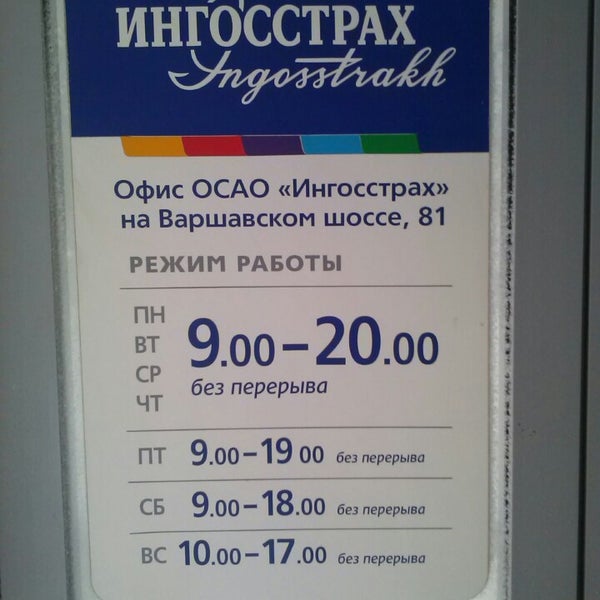 ИНГОССТРАХ
Ingosstrakh
Офис ОСАО «Ингосстрах»
на Варшавском шоссе, 81
РЕЖИМ РАБОТЫ
ПН
ВТ
СР
ЧТ
9.00–20.00
без перерыва
ПТ 9.00–19 00 без перерыва
СБ 9.00–18.00 без перерыва
ВС 10.00–17.00 без перерыва